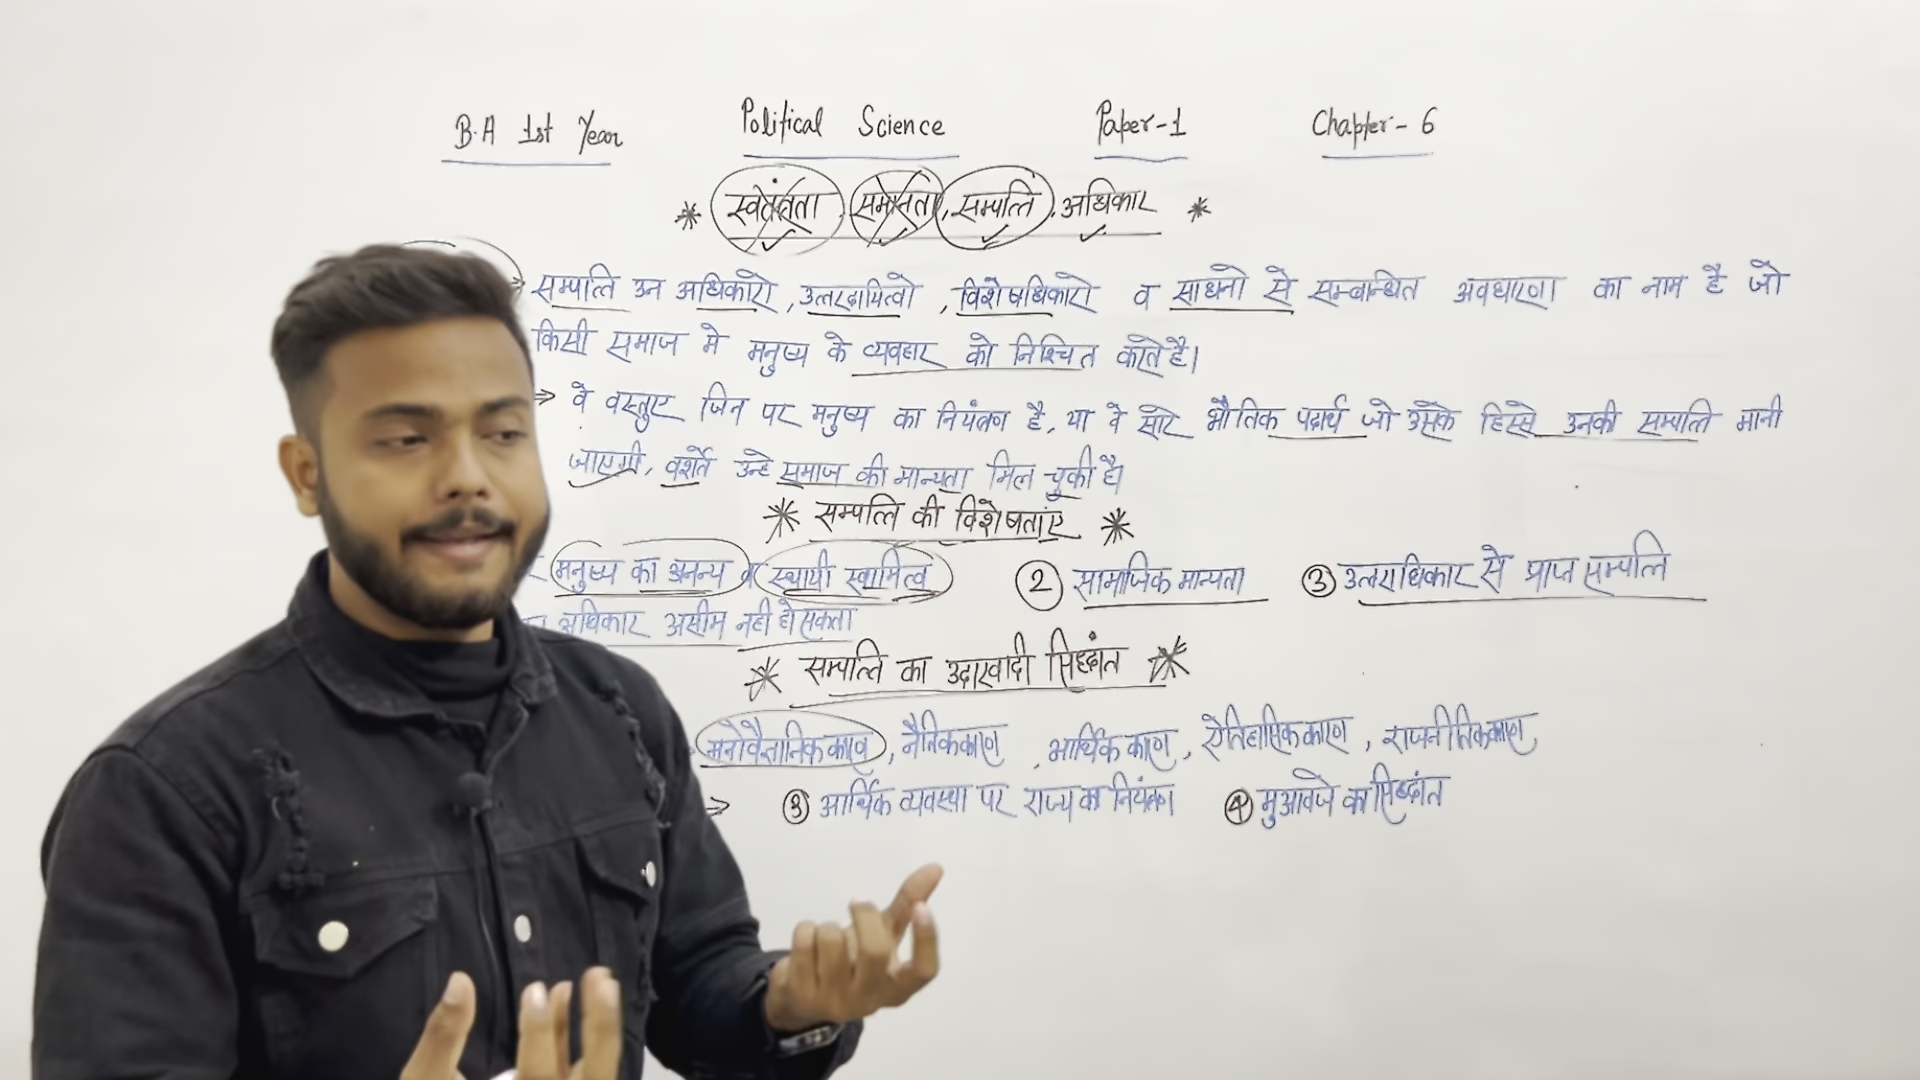 B.A 1st Year Political Science Paper-1 Chapter-6
* स्वतंत्रता, समानता, सम्पत्ति, अधिकार *
सम्पत्ति उन अधिकारो, उत्तरदायित्वो, विशेषधिकारो व साधनो से सम्बन्धित अवधारणा का नाम है जो
किसी समाज मे मनुष्य के व्यवहार को निश्चित करते है।
⇒ वे वस्तुए जिन पर मनुष्य का नियंत्रण है, या वे सारे भौतिक पदार्थ जो उसके हिस्से उनकी सम्पत्ति मानी
जाएगी, वशर्ते उन्हे समाज की मान्यता मिल चुकी है।
* सम्पत्ति की विशेषताएं *
मनुष्य का अनन्य व स्थायी स्वामित्व ② सामाजिक मान्यता ③ उत्तराधिकार से प्राप्त सम्पत्ति
अधिकार असीम नही हो सकता
* सम्पत्ति का उदारवादी सिद्धांत *
मनोवैज्ञानिक कारण, नैतिक कारण, आर्थिक कारण, ऐतिहासिक कारण, राजनीतिक कारण
⇒ ③ आर्थिक व्यवस्था पर राज्य का नियंत्रण ④ मुआवजे का सिद्धांत